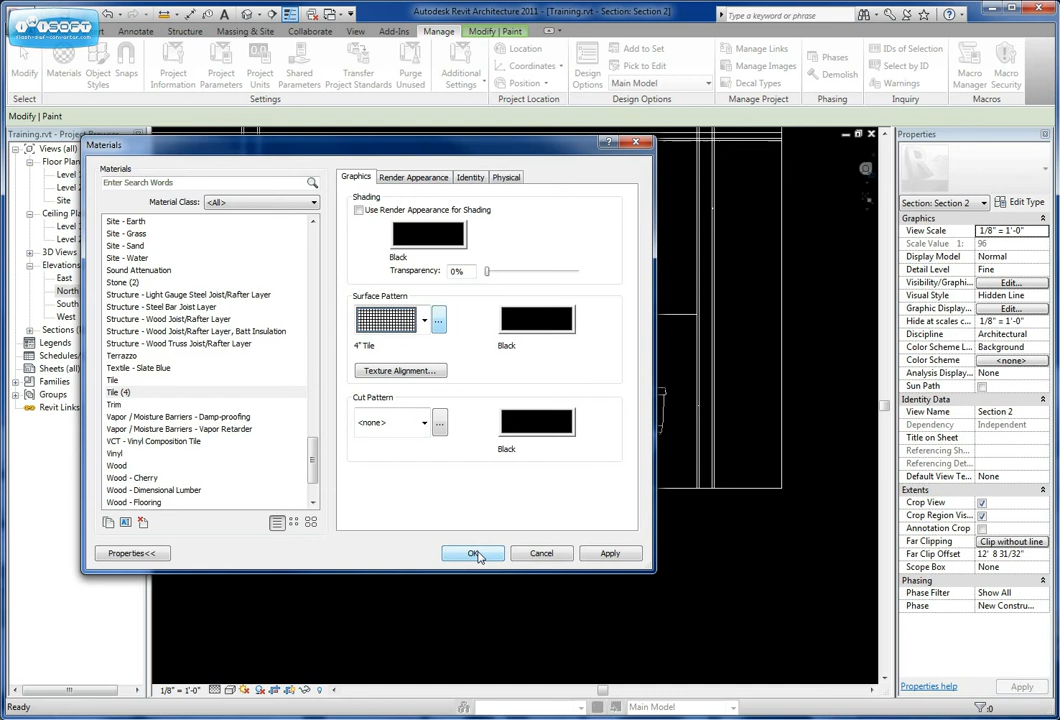 Autodesk Revit Architecture 2011 - [Training.rvt - Section: Section 2]
Type a keyword or phrase
Annotate
Structure
Massing & Site
Collaborate
View
Add-Ins
Manage
Modify | Paint
Modify
Materials
Object Styles
Snaps
Project Information
Project Parameters
Project Units
Shared Parameters
Transfer Project Standards
Purge Unused
Additional Settings
Location
Coordinates
Position
Design Options
Add to Set
Pick to Edit
Main Model
Manage Links
Manage Images
Decal Types
Phases
Demolish
IDs of Selection
Select by ID
Warnings
Macro Manager
Macro Security
Select
Settings
Project Location
Design Options
Manage Project
Phasing
Inquiry
Macros
Modify | Paint
Training.rvt - Project Browser
Views (all)
Floor Plan
Level
Level
Site
Ceiling
Level
Level
3D Views
Elevations
East
North
South
West
Sections (
Legends
Schedules/
Sheets (all)
Families
Groups
Revit Links
Materials
Materials
Enter Search Words
Material Class:
<All>
Site - Earth
Site - Grass
Site - Sand
Site - Water
Sound Attenuation
Stone (2)
Structure - Light Gauge Steel Joist/Rafter Layer
Structure - Steel Bar Joist Layer
Structure - Wood Joist/Rafter Layer
Structure - Wood Joist/Rafter Layer, Batt Insulation
Structure - Wood Truss Joist/Rafter Layer
Terrazzo
Textile - Slate Blue
Tile
Tile (4)
Trim
Vapor / Moisture Barriers - Damp-proofing
Vapor / Moisture Barriers - Vapor Retarder
VCT - Vinyl Composition Tile
Vinyl
Wood
Wood - Cherry
Wood - Dimensional Lumber
Wood - Flooring
Properties<<
Graphics
Render Appearance
Identity
Physical
Shading
Use Render Appearance for Shading
Black
Transparency:
0%
Surface Pattern
4" Tile
Black
Texture Alignment...
Cut Pattern
<none>
Black
OK
Cancel
Apply
Properties
Section: Section 2
Edit Type
Graphics
View Scale 1/8" = 1'-0"
Scale Value 1: 96
Display Model Normal
Detail Level Fine
Visibility/Graphi... Edit...
Visual Style Hidden Line
Graphic Display... Edit...
Hide at scales c... 1/8" = 1'-0"
Discipline Architectural
Color Scheme L... Background
Color Scheme <none>
Analysis Display... None
Sun Path
Identity Data
View Name Section 2
Dependency Independent
Title on Sheet
Referencing Sh...
Referencing Det...
Default View Te... None
Extents
Crop View
Crop Region Vis...
Annotation Crop
Far Clipping Clip without line
Far Clip Offset 12' 8 31/32"
Scope Box None
Phasing
Phase Filter Show All
Phase New Constru...
Properties help
Apply
1/8" = 1'-0"
Ready
Main Model
:0